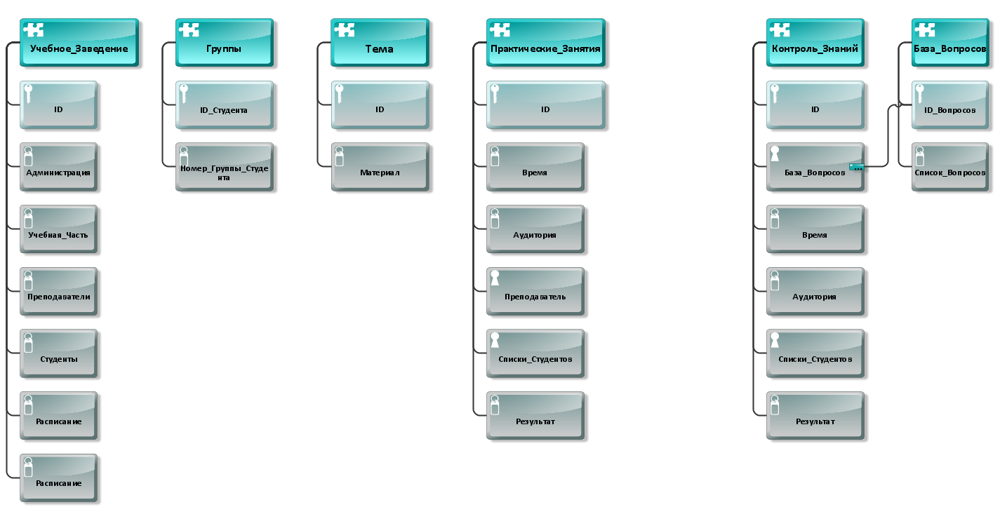 Учебное_Заведение
ID
Администрация
Учебная_Часть
Преподаватели
Студенты
Расписание
Расписание
Группы
ID_Студента
Номер_Группы_Студе
нта
Тема
ID
Материал
Практические_Занятия
ID
Время
Аудитория
Преподаватель
Списки_Студентов
Результат
Контроль_Знаний
ID
База_Вопросов
...
Время
Аудитория
Списки_Студентов
Результат
База_Вопросов
ID_Вопросов
Список_Вопросов